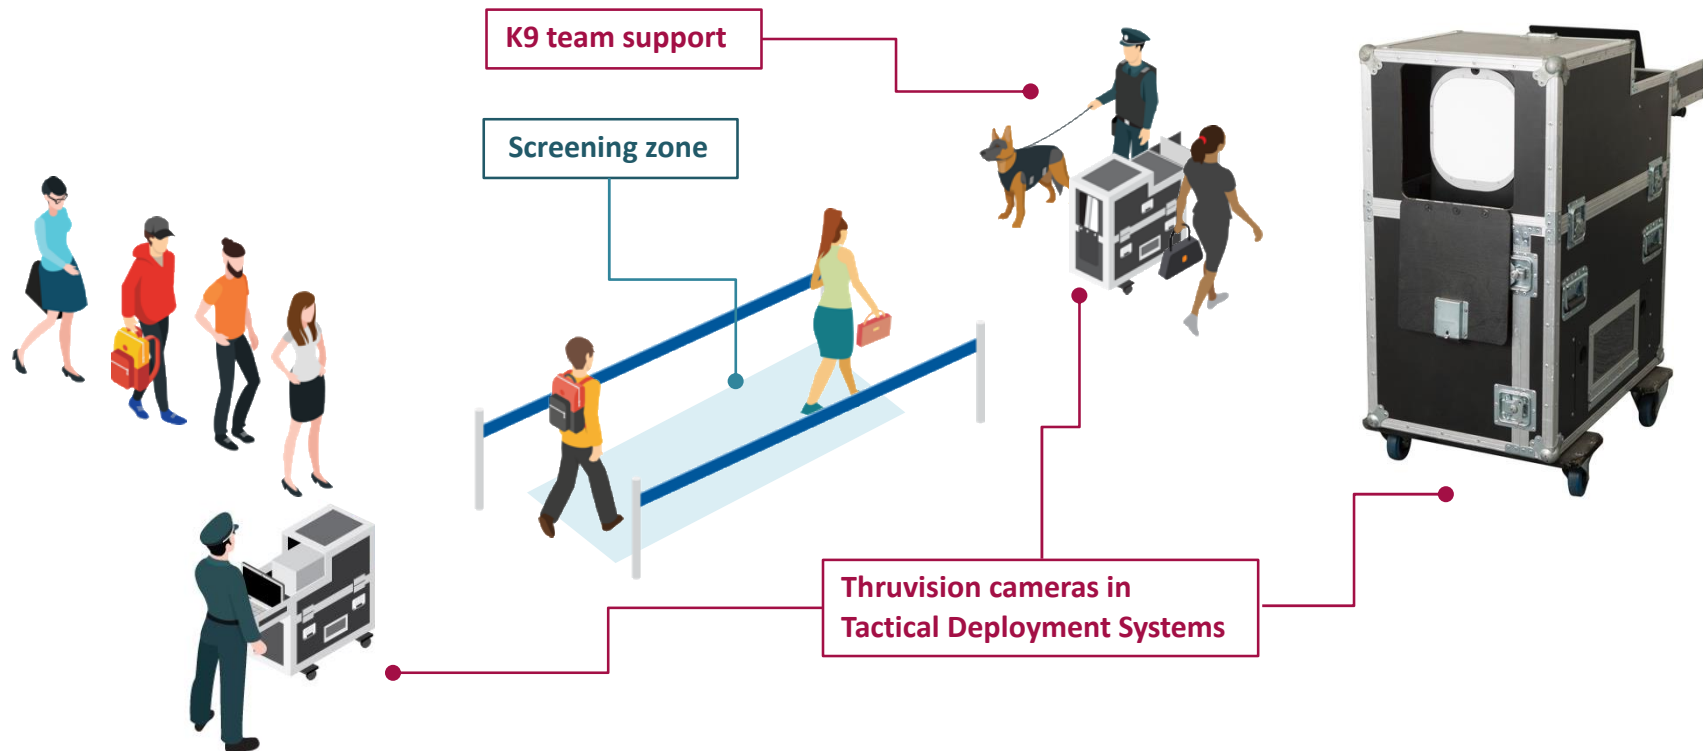 K9 team support
Screening zone
Thruvision cameras in
Tactical Deployment Systems